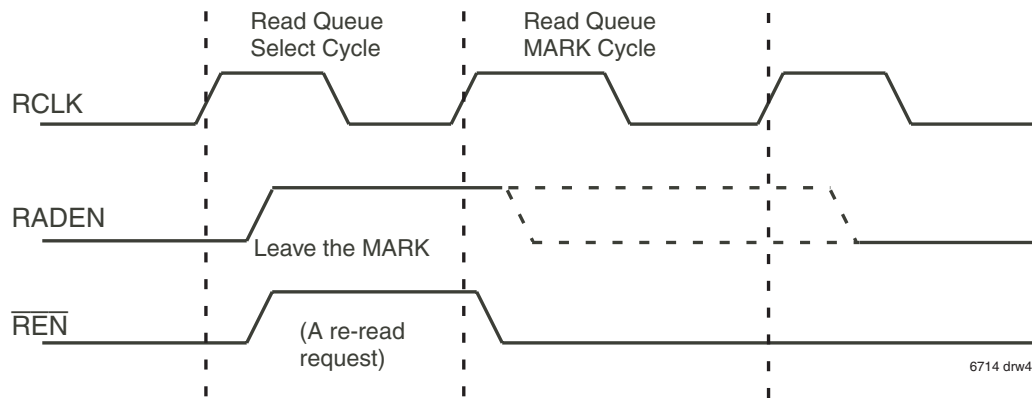 Read Queue
Select Cycle
Read Queue
MARK Cycle
RCLK
RADEN
Leave the MARK
REN
(A re-read
request)
6714 drw4